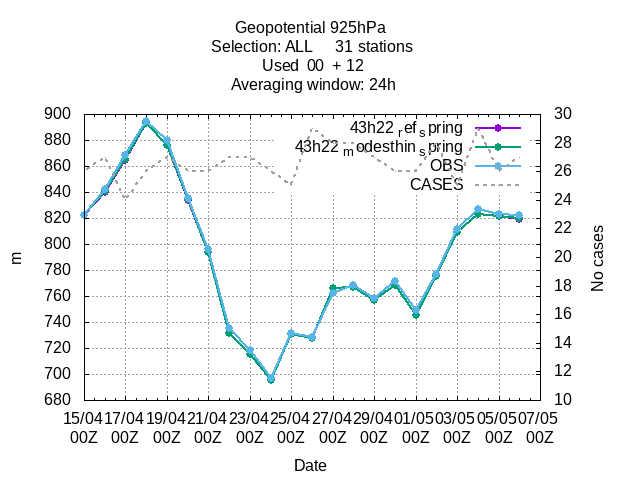 Geopotential 925hPa
Selection: ALL 31 stations
Used 00 + 12
Averaging window: 24h
900 30
43h22 ref spring
880 28
43h22 modesthin spring
860 OBS 26
840 CASES 24
820 22
800 20
780 18
760 16
740 14
720 12
700 10
680
m
No cases
15/04 17/04 19/04 21/04 23/04 25/04 27/04 29/04 01/05 03/05 05/05 07/05
00Z 00Z 00Z 00Z 00Z 00Z 00Z 00Z 00Z 00Z 00Z 00Z
Date